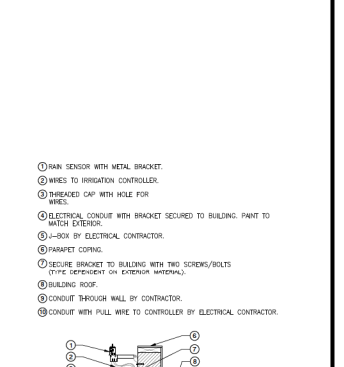 ① RAIN SENSOR WITH METAL BRACKET.
② WIRES TO IRRIGATION CONTROLLER.
③ THREADED CAP WITH HOLE FOR
WIRES.
④ ELECTRICAL CONDUIT WITH BRACKET SECURED TO BUILDING. PAINT TO
MATCH EXTERIOR.
⑤ J-BOX BY ELECTRICAL CONTRACTOR.
⑥ PARAPET COPING.
⑦ SECURE BRACKET TO BUILDING WITH TWO SCREWS/BOLTS
(TYPE DEPENDENT ON EXTERIOR MATERIAL).
⑧ BUILDING ROOF.
⑨ CONDUIT THROUGH WALL BY CONTRACTOR.
⑩ CONDUIT WITH PULL WIRE TO CONTROLLER BY ELECTRICAL CONTRACTOR.
⑥
①
⑦
②
⑧